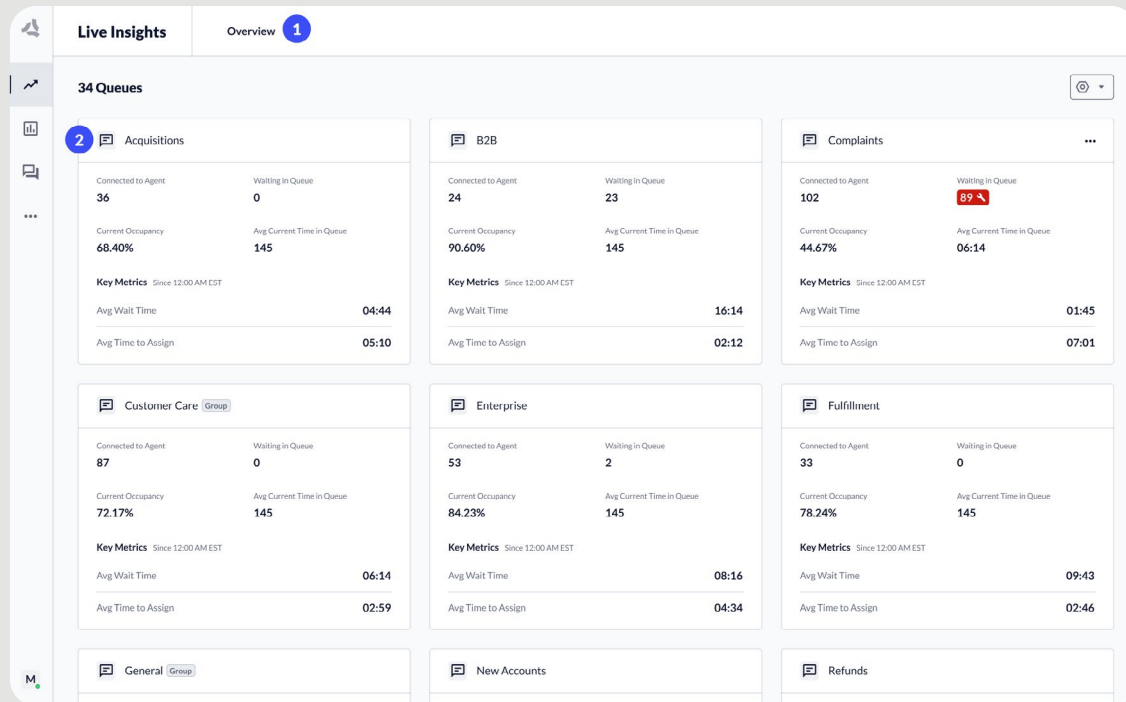 Live Insights
Overview 1
34 Queues
2 Acquisitions
Connected to Agent Waiting in Queue
36 0
Current Occupancy Avg Current Time in Queue
68.40% 145
Key Metrics Since 12:00 AM EST
Avg Wait Time 04:44
Avg Time to Assign 05:10
B2B
Connected to Agent Waiting in Queue
24 23
Current Occupancy Avg Current Time in Queue
90.60% 145
Key Metrics Since 12:00 AM EST
Avg Wait Time 16:14
Avg Time to Assign 02:12
Complaints
Connected to Agent Waiting in Queue
102 89
Current Occupancy Avg Current Time in Queue
44.67% 06:14
Key Metrics Since 12:00 AM EST
Avg Wait Time 01:45
Avg Time to Assign 07:01
Customer Care Group
Connected to Agent Waiting in Queue
87 0
Current Occupancy Avg Current Time in Queue
72.17% 145
Key Metrics Since 12:00 AM EST
Avg Wait Time 06:14
Avg Time to Assign 02:59
Enterprise
Connected to Agent Waiting in Queue
53 2
Current Occupancy Avg Current Time in Queue
84.23% 145
Key Metrics Since 12:00 AM EST
Avg Wait Time 08:16
Avg Time to Assign 04:34
Fulfillment
Connected to Agent Waiting in Queue
33 0
Current Occupancy Avg Current Time in Queue
78.24% 145
Key Metrics Since 12:00 AM EST
Avg Wait Time 09:43
Avg Time to Assign 02:46
General Group
New Accounts
Refunds
M